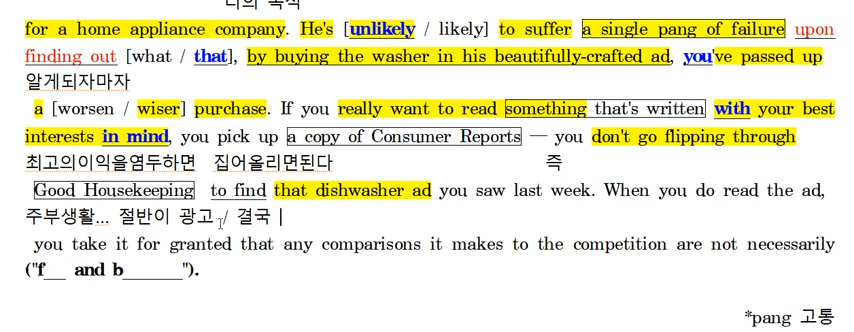 너의 목적
for a home appliance company. He's [unlikely / likely] to suffer a single pang of failure upon
finding out [what / that], by buying the washer in his beautifully-crafted ad, you've passed up
알게되자마자
a [worsen / wiser] purchase. If you really want to read something that's written with your best
interests in mind, you pick up a copy of Consumer Reports — you don't go flipping through
최고의이익을염두하면 집어올리면된다 즉
Good Housekeeping to find that dishwasher ad you saw last week. When you do read the ad,
주부생활... 절반이 광고 / 결국
you take it for granted that any comparisons it makes to the competition are not necessarily
("f__ and b______").
*pang 고통